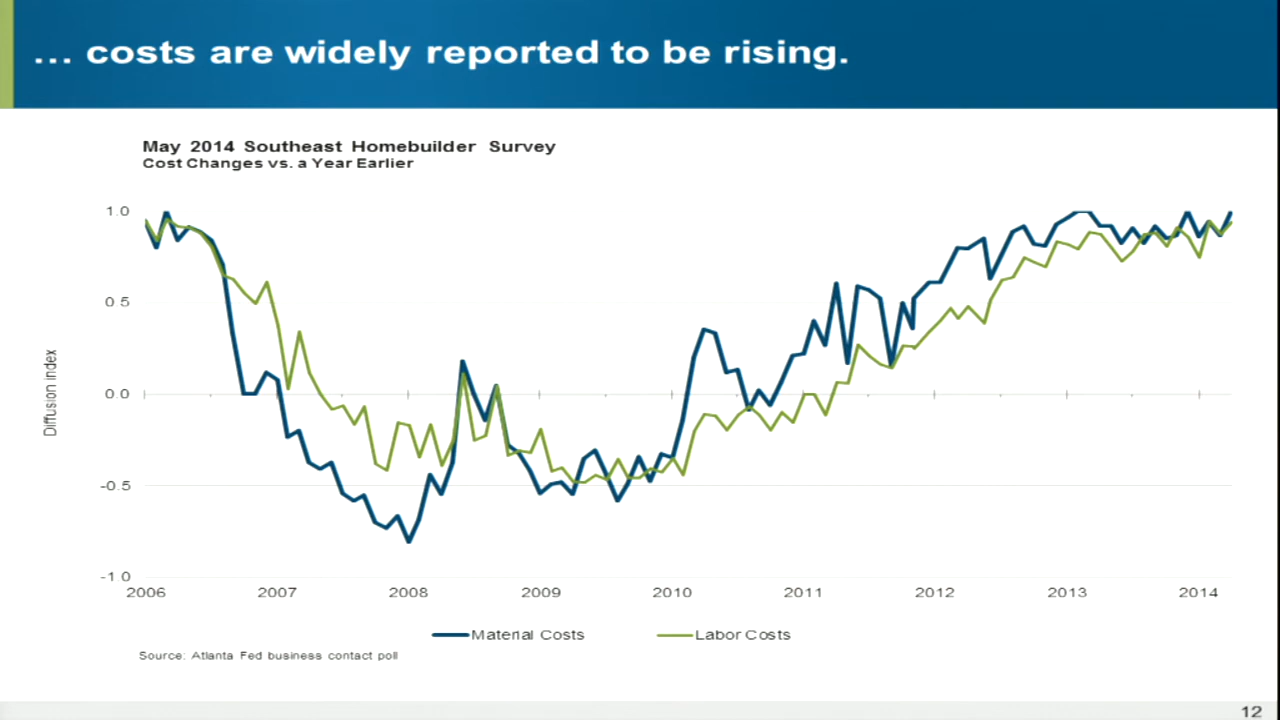 ... costs are widely reported to be rising.
May 2014 Southeast Homebuilder Survey
Cost Changes vs. a Year Earlier
1.0
0.5
0.0
-0.5
-1.0
Diffusion index
2006 2007 2008 2009 2010 2011 2012 2013 2014
Material Costs Labor Costs
Source: Atlanta Fed business contact poll
12